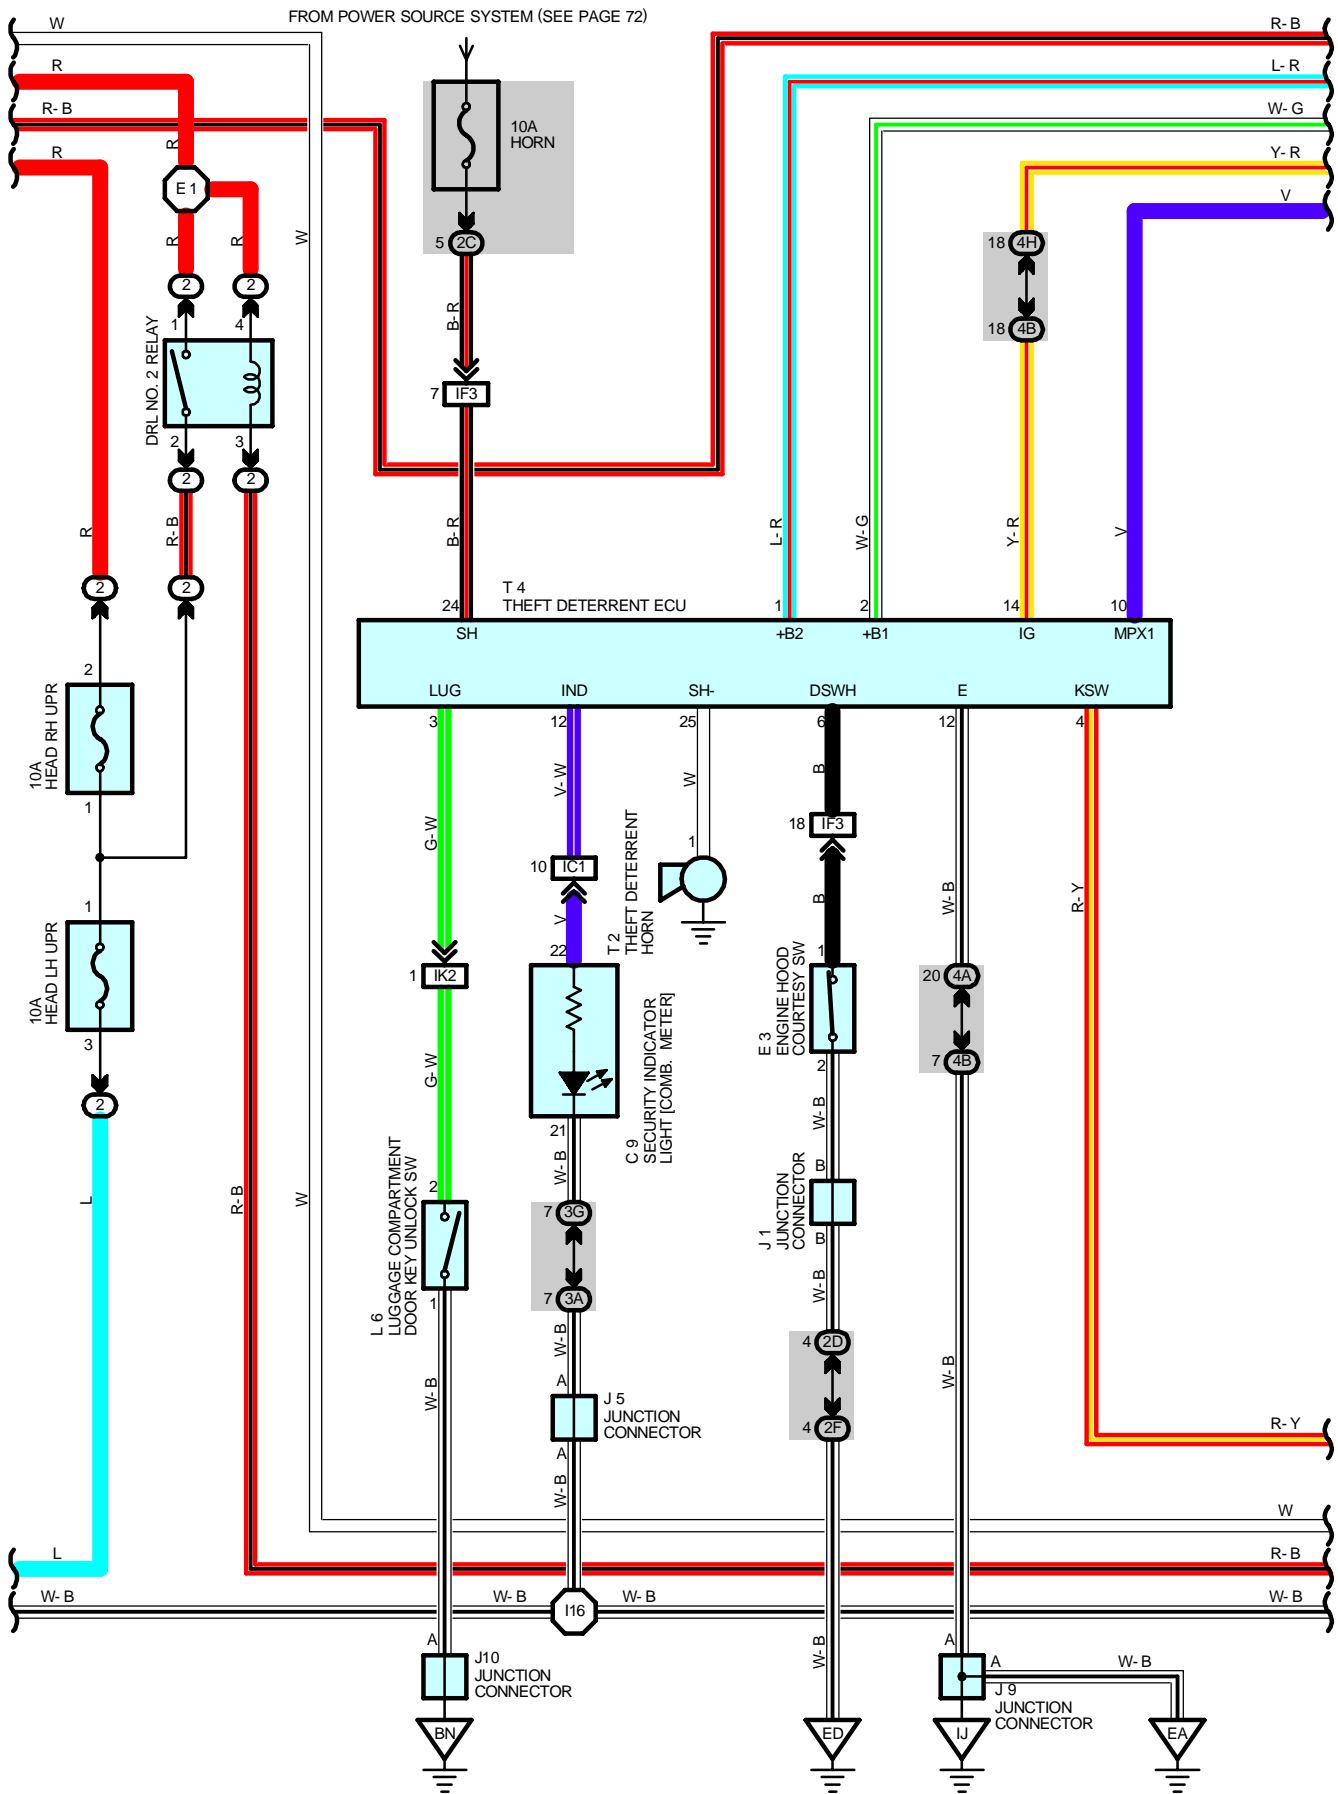 FROM POWER SOURCE SYSTEM (SEE PAGE 72)
W
R
R-B
R
R-B
L-R
W-G
Y-R
V
10A
HORN
R
E 1
R
R
W
5 2C
18 4H
18 4B
2
2
1
4
DRL NO. 2 RELAY
B-R
7 IF3
2
3
2
2
R
R-B
B-R
L-R
W-G
Y-R
V
2
2
T 4
THEFT DETERRENT ECU
24
1
2
14
10
SH
+B2
+B1
IG
MPX1
LUG
IND
SH-
DSWH
E
KSW
3
12
25
6
12
4
2
10A
HEAD RH UPR
1
G-W
V-W
W
B
18 IF3
1
10 IC1
B
V
T 2
THEFT DETERRENT
HORN
W-B
R-Y
1
10A
HEAD LH UPR
3
2
22
1
1 IK2
E 3
ENGINE HOOD
COURTESY SW
20 4A
7 4B
2
G-W
C 9
SECURITY INDICATOR
LIGHT [COMB. METER]
21
W-B
W-B
L
R-B
W
2
L 6
LUGGAGE COMPARTMENT
DOOR KEY UNLOCK SW
1
7 3G
7 3A
B
J 1
JUNCTION
CONNECTOR
B
W-B
W-B
W-B
W-B
4 2D
4 2F
A
J 5
JUNCTION
CONNECTOR
A
W-B
R-Y
W
L
R-B
W-B
W-B
I16
W-B
W-B
W-B
A
J10
JUNCTION
CONNECTOR
A
A
W-B
J 9
JUNCTION
CONNECTOR
BN
ED
IJ
EA